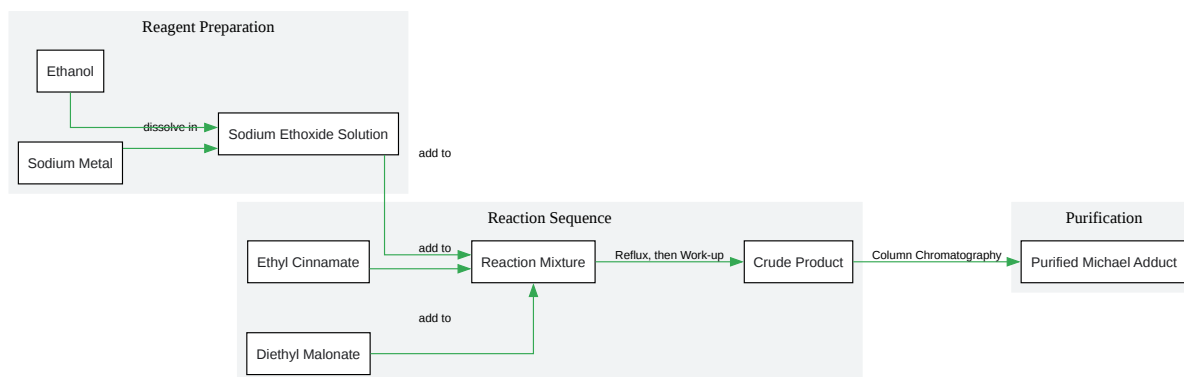 Reagent Preparation
Ethanol
dissolve in
Sodium Ethoxide Solution
Sodium Metal
add to
Reaction Sequence
Purification
Ethyl Cinnamate
add to
Reaction Mixture
Reflux, then Work-up
Crude Product
Column Chromatography
Purified Michael Adduct
add to
Diethyl Malonate